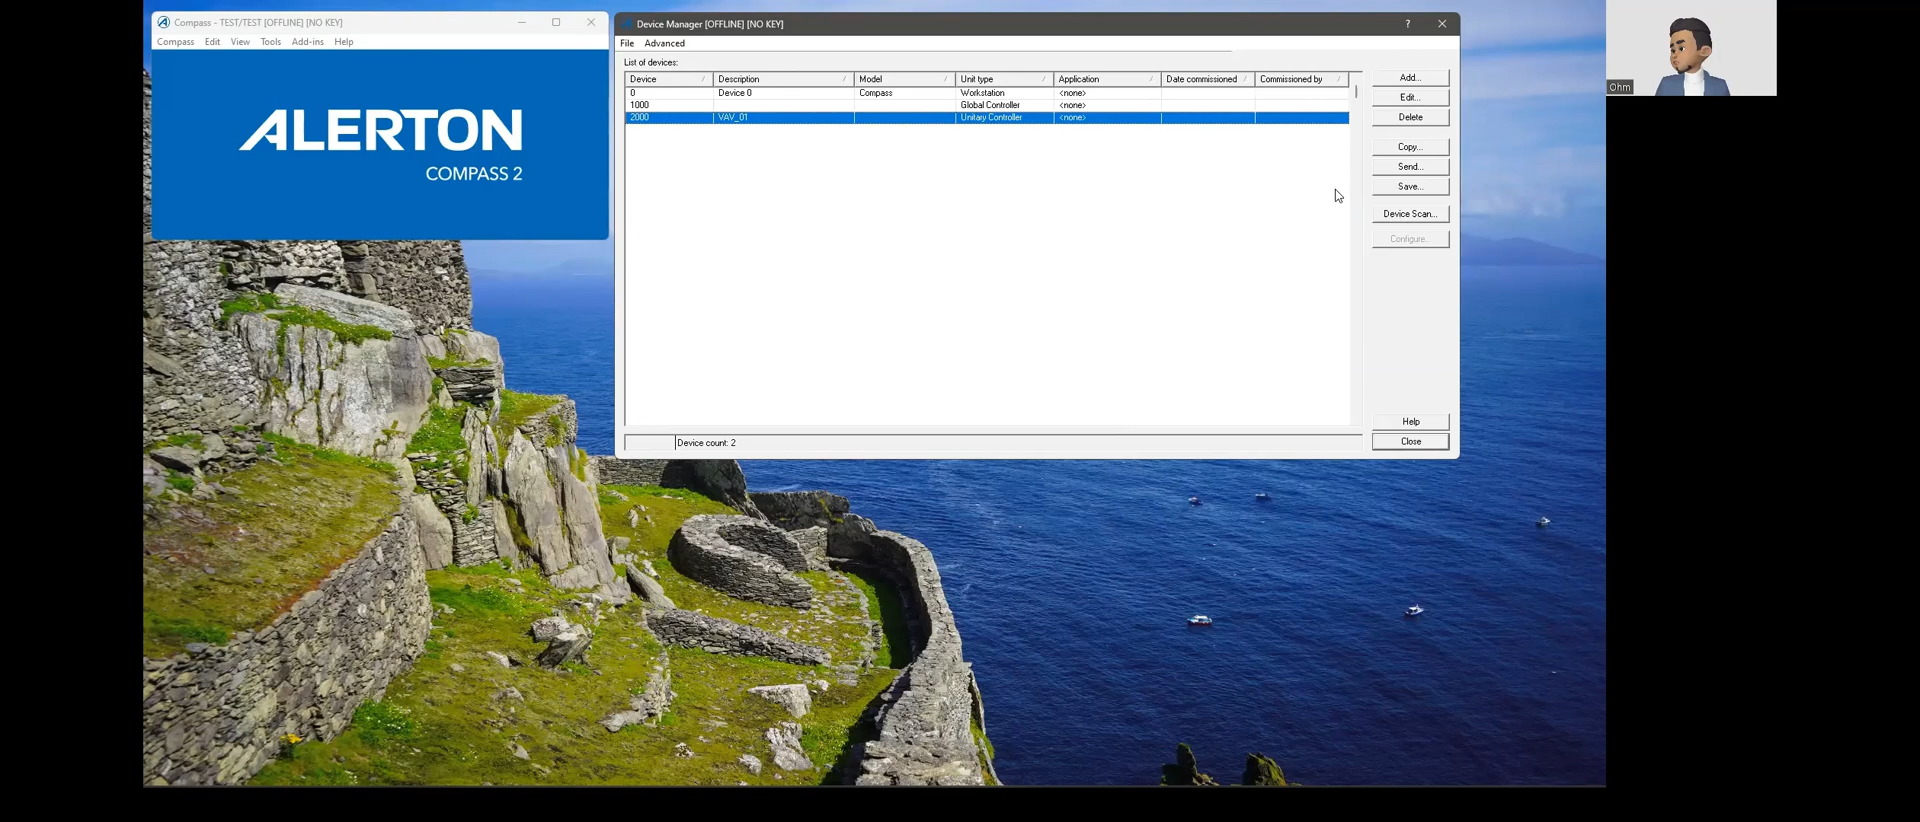 Compass - TEST/TEST [OFFLINE] [NO KEY]
Compass Edit View Tools Add-ins Help
ALERTON
COMPASS 2
Device Manager [OFFLINE] [NO KEY]
File Advanced
List of devices:
Device Description Model Unit type Application Date commissioned Commissioned by
0 Device 0 Compass Workstation <none>
1000 Global Controller <none>
2000 VAV_01 Unitary Controller <none>
Add...
Edit...
Delete
Copy...
Send...
Save...
Device Scan...
Configure...
Help
Close
Device count: 2
Ohm